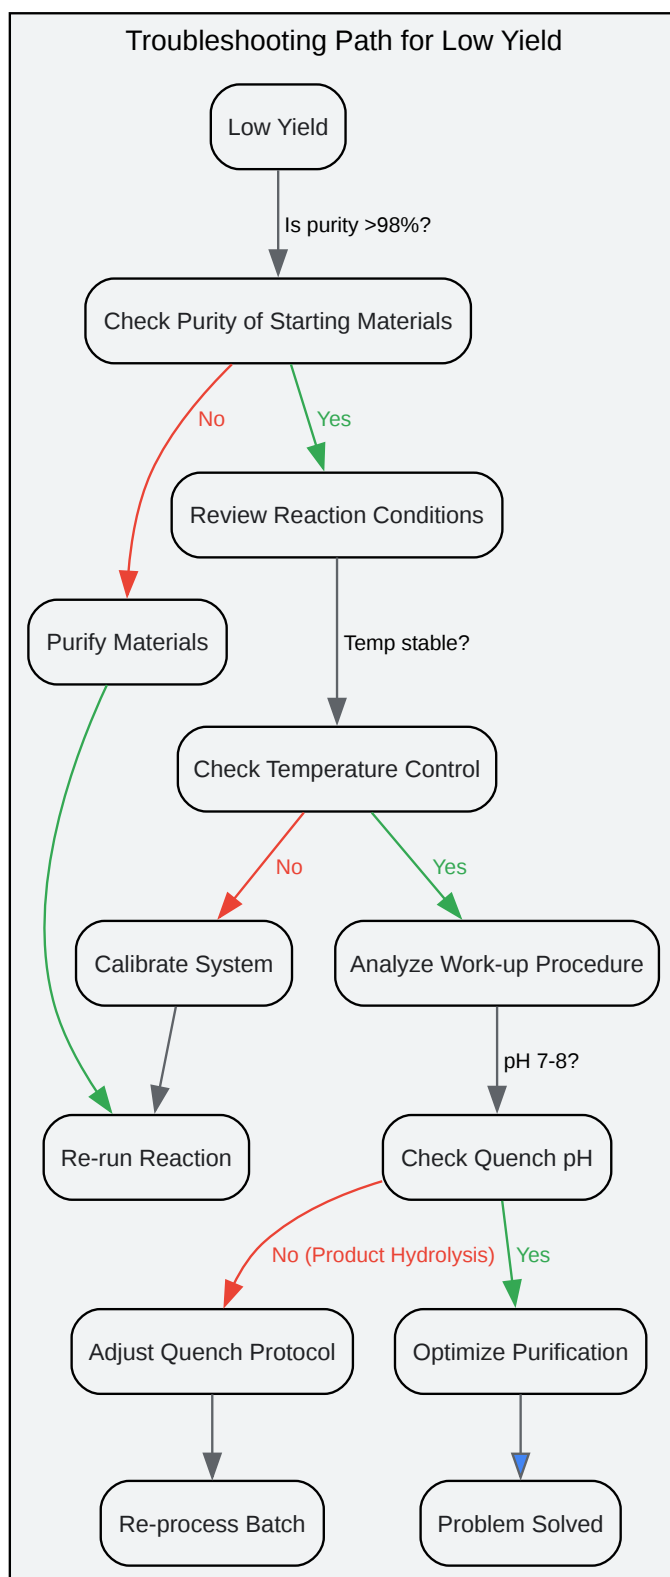 Troubleshooting Path for Low Yield
Low Yield
Is purity >98%?
Check Purity of Starting Materials
No
Yes
Review Reaction Conditions
Purify Materials
Temp stable?
Check Temperature Control
No
Yes
Calibrate System
Analyze Work-up Procedure
pH 7-8?
Re-run Reaction
Check Quench pH
No (Product Hydrolysis)
Yes
Adjust Quench Protocol
Optimize Purification
Re-process Batch
Problem Solved